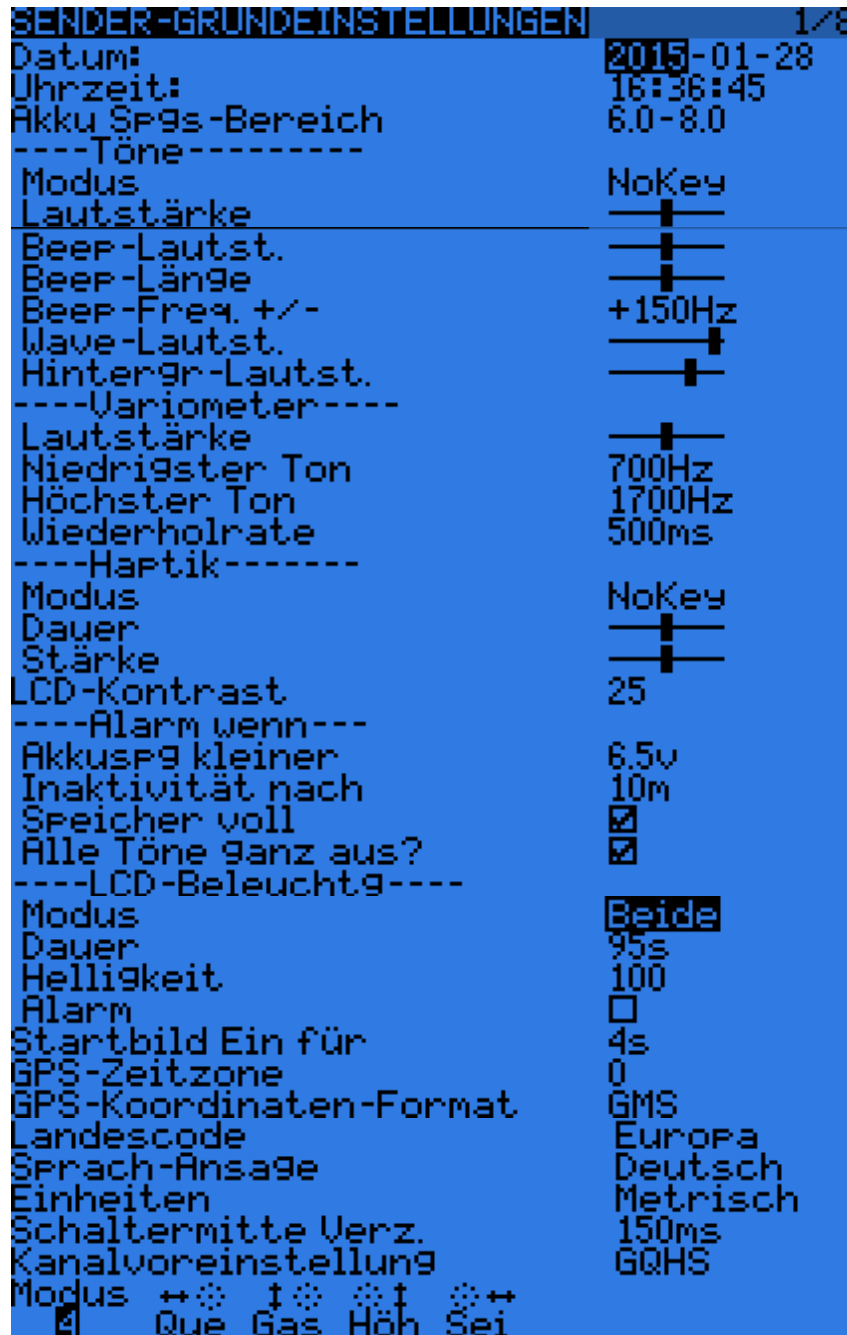 SENDER-GRUNDEINSTELLUNGEN 1/8
Datum: 2015-01-28
Uhrzeit: 16:36:45
Akku Spgs-Bereich 6.0-8.0
----Töne---------
Modus NoKey
Lautstärke
Beep-Lautst.
Beep-Länge
Beep-Freq. +/- +150Hz
Wave-Lautst.
Hintergr-Lautst.
----Variometer----
Lautstärke
Niedrigster Ton 700Hz
Höchster Ton 1700Hz
Wiederholrate 500ms
----Haptik-------
Modus NoKey
Dauer
Stärke
LCD-Kontrast 25
----Alarm wenn---
Akkuspg kleiner 6.5v
Inaktivität nach 10m
Speicher voll
Alle Töne ganz aus?
----LCD-Beleuchtg----
Modus Beide
Dauer 95s
Helligkeit 100
Alarm
Startbild Ein für 4s
GPS-Zeitzone 0
GPS-Koordinaten-Format GMS
Landescode Europa
Sprach-Ansage Deutsch
Einheiten Metrisch
Schaltermitte Verz. 150ms
Kanalvoreinstellung GQHS
Modus
4 Que Gas Höh Sei